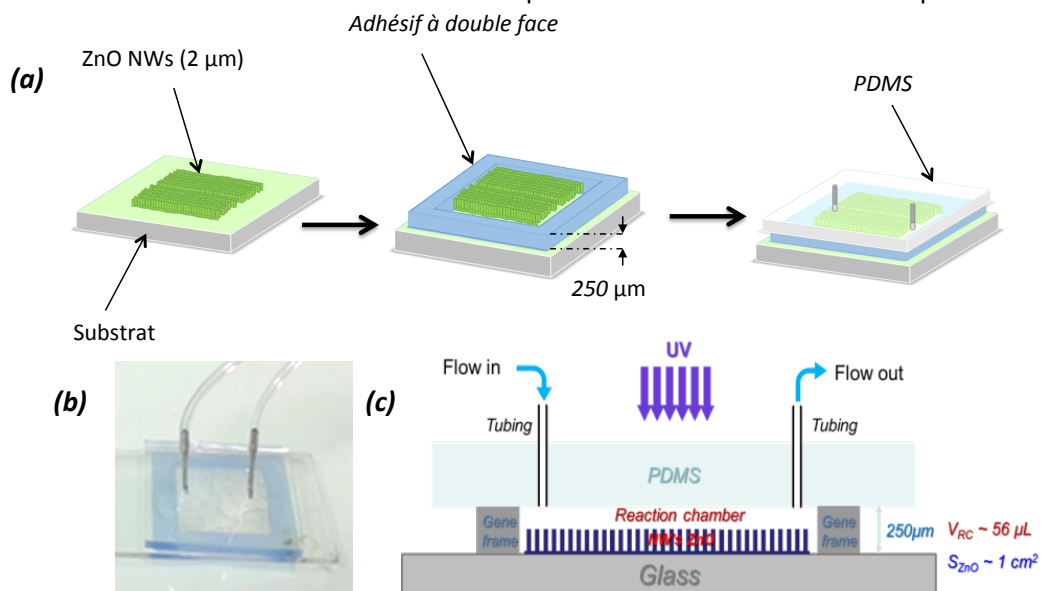 Adhésif à double face
ZnO NWs (2 µm)
(a)
PDMS
250 µm
Substrat
(b)
(c)
UV
Flow in
Flow out
Tubing
Tubing
PDMS
Reaction chamber
Gene frame
NW's ZnO
Gene frame
250µm
V_RC ~ 56 µL
S_ZnO ~ 1 cm²
Glass